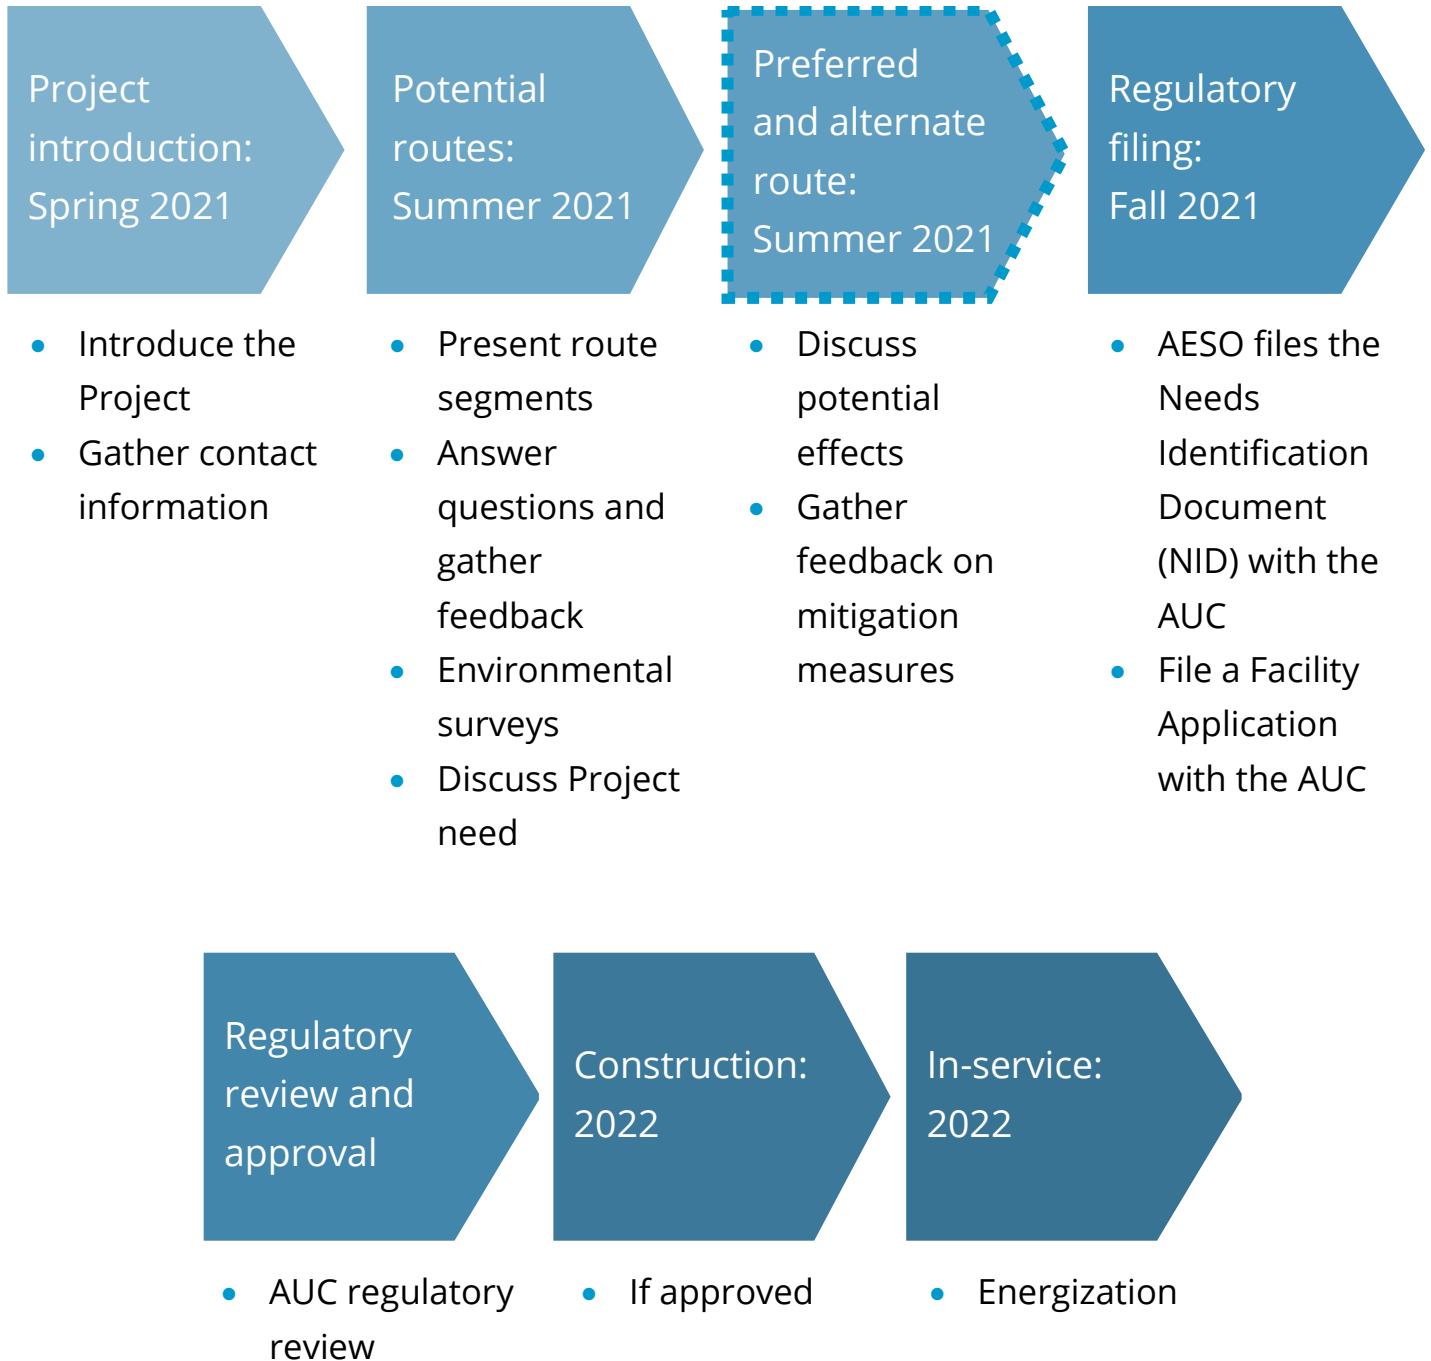 Project
introduction:
Spring 2021
Potential
routes:
Summer 2021
Preferred
and alternate
route:
Summer 2021
Regulatory
filing:
Fall 2021
• Introduce the
Project
• Gather contact
information
• Present route
segments
• Answer
questions and
gather
feedback
• Environmental
surveys
• Discuss Project
need
• Discuss
potential
effects
• Gather
feedback on
mitigation
measures
• AESO files the
Needs
Identification
Document
(NID) with the
AUC
• File a Facility
Application
with the AUC
Regulatory
review and
approval
Construction:
2022
In-service:
2022
• AUC regulatory
review
• If approved
• Energization